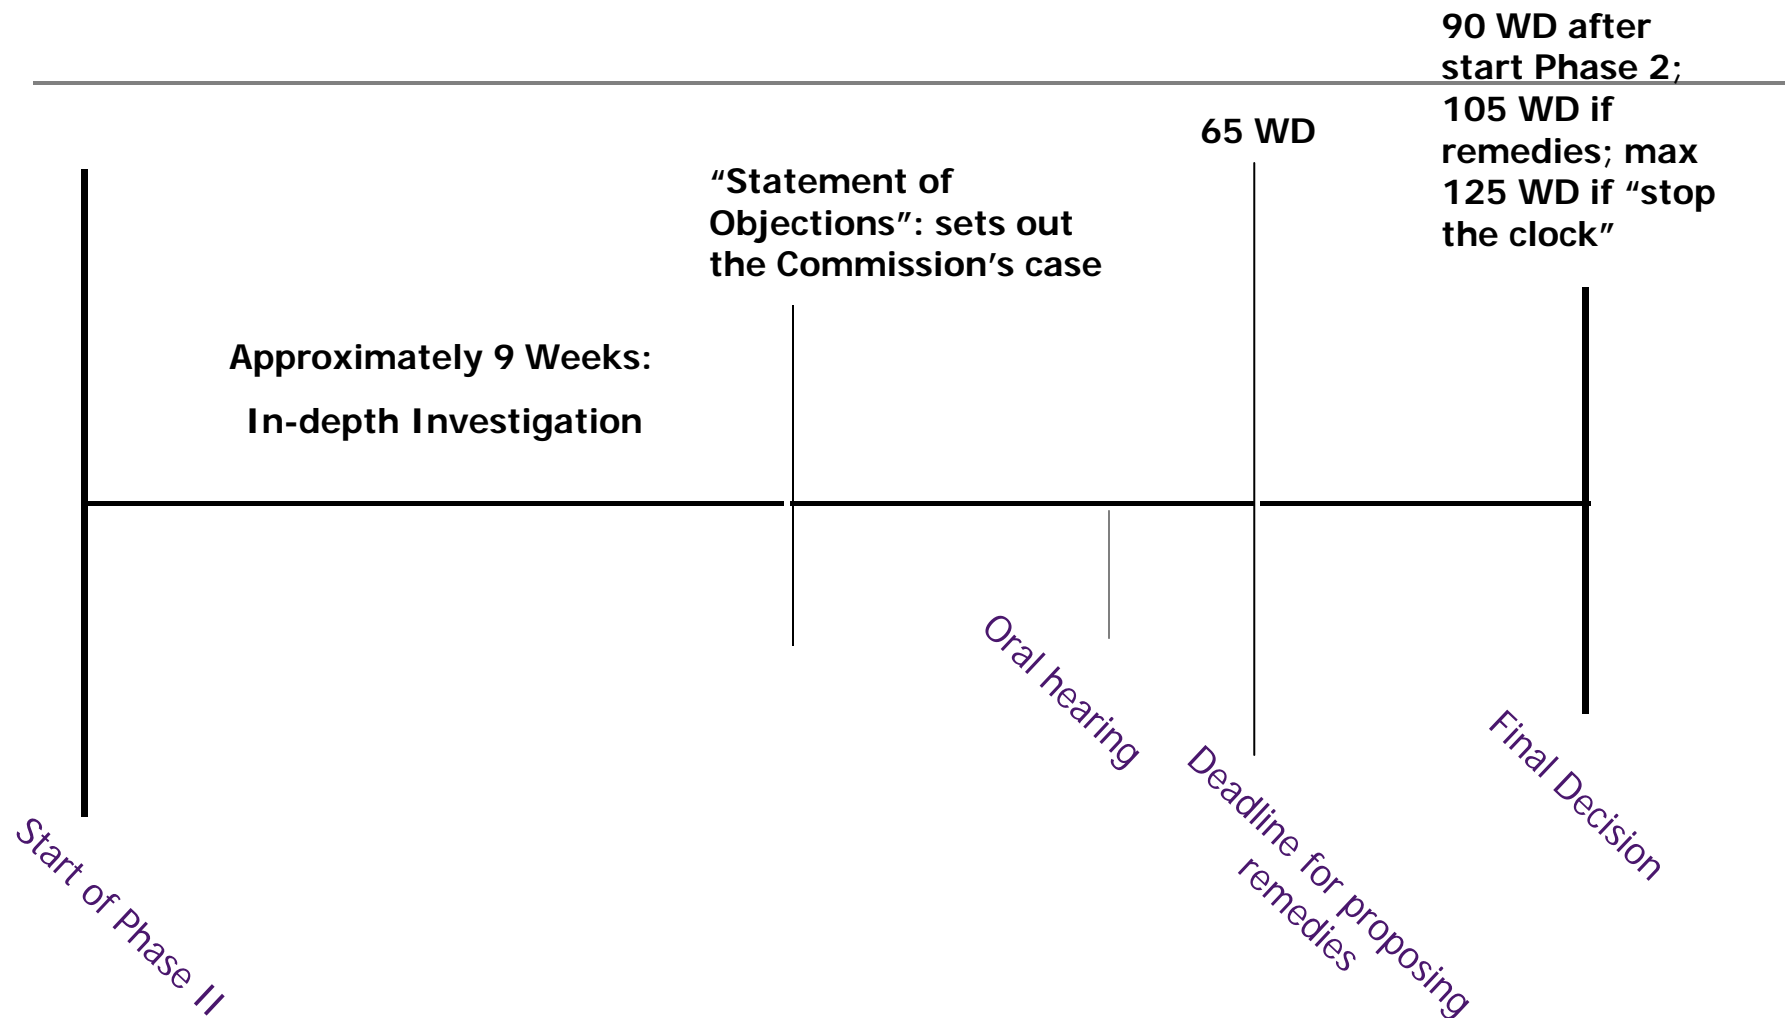 90 WD after
start Phase 2;
105 WD if
remedies; max
125 WD if “stop
the clock”
65 WD
“Statement of
Objections”: sets out
the Commission’s case
Approximately 9 Weeks:
In-depth Investigation
Oral hearing
Deadline for proposing
remedies
Final Decision
Start of Phase II